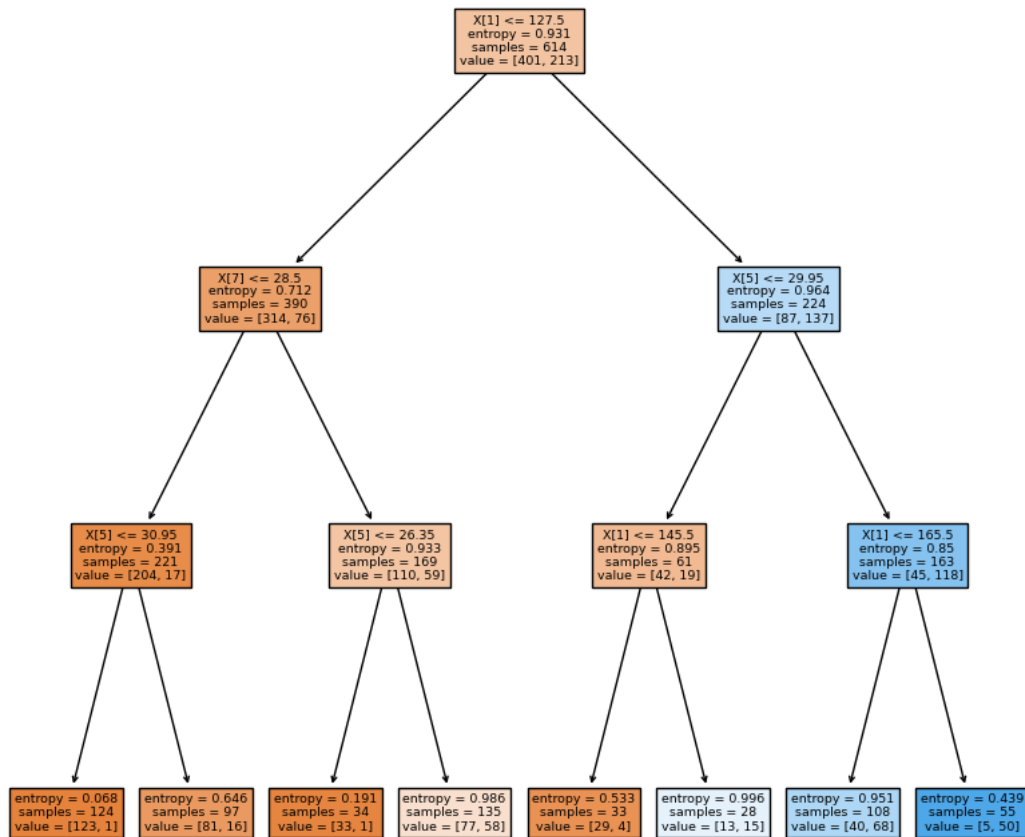 X[1] <= 127.5
entropy = 0.931
samples = 614
value = [401, 213]
X[7] <= 28.5
entropy = 0.712
samples = 390
value = [314, 76]
X[5] <= 29.95
entropy = 0.964
samples = 224
value = [87, 137]
X[5] <= 30.95
entropy = 0.391
samples = 221
value = [204, 17]
X[5] <= 26.35
entropy = 0.933
samples = 169
value = [110, 59]
X[1] <= 145.5
entropy = 0.895
samples = 61
value = [42, 19]
X[1] <= 165.5
entropy = 0.85
samples = 163
value = [45, 118]
entropy = 0.068
samples = 124
value = [123, 1]
entropy = 0.646
samples = 97
value = [81, 16]
entropy = 0.191
samples = 34
value = [33, 1]
entropy = 0.986
samples = 135
value = [77, 58]
entropy = 0.533
samples = 33
value = [29, 4]
entropy = 0.996
samples = 28
value = [13, 15]
entropy = 0.951
samples = 108
value = [40, 68]
entropy = 0.439
samples = 55
value = [5, 50]